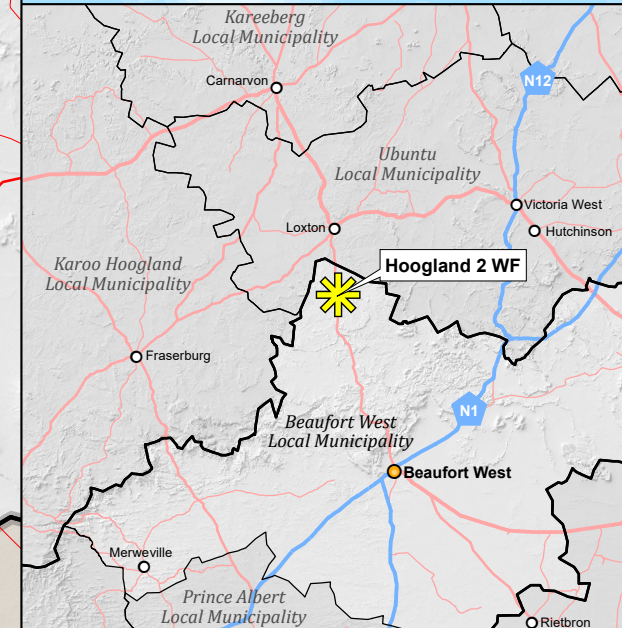 Kareeberg
Local Municipality
Carnarvon
N12
Ubuntu
Local Municipality
Victoria West
Loxton
Hutchinson
Hoogland 2 WF
Karoo Hoogland
Local Municipality
Fraserburg
N1
Beaufort West
Local Municipality
Beaufort West
Merweville
Prince Albert
Local Municipality
Rietbron